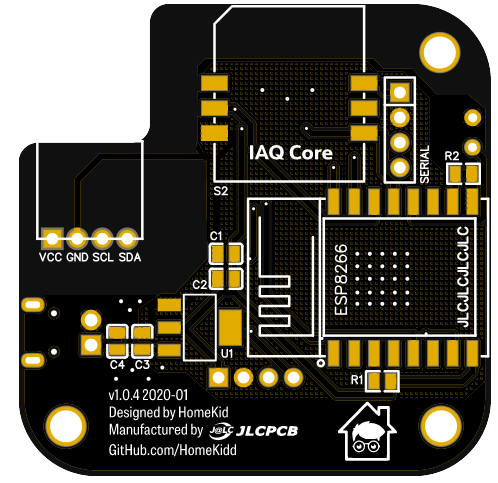 IAQ Core
S2
SERIAL
R2
VCC GND SCL SDA
C1
C2
ESP8266
JLCJLCJLCJLC
U1
C4 C3
R1
v1.0.4 2020-01
Designed by HomeKid
Manufactured by J@LC JLCPCB
GitHub.com/HomeKidd